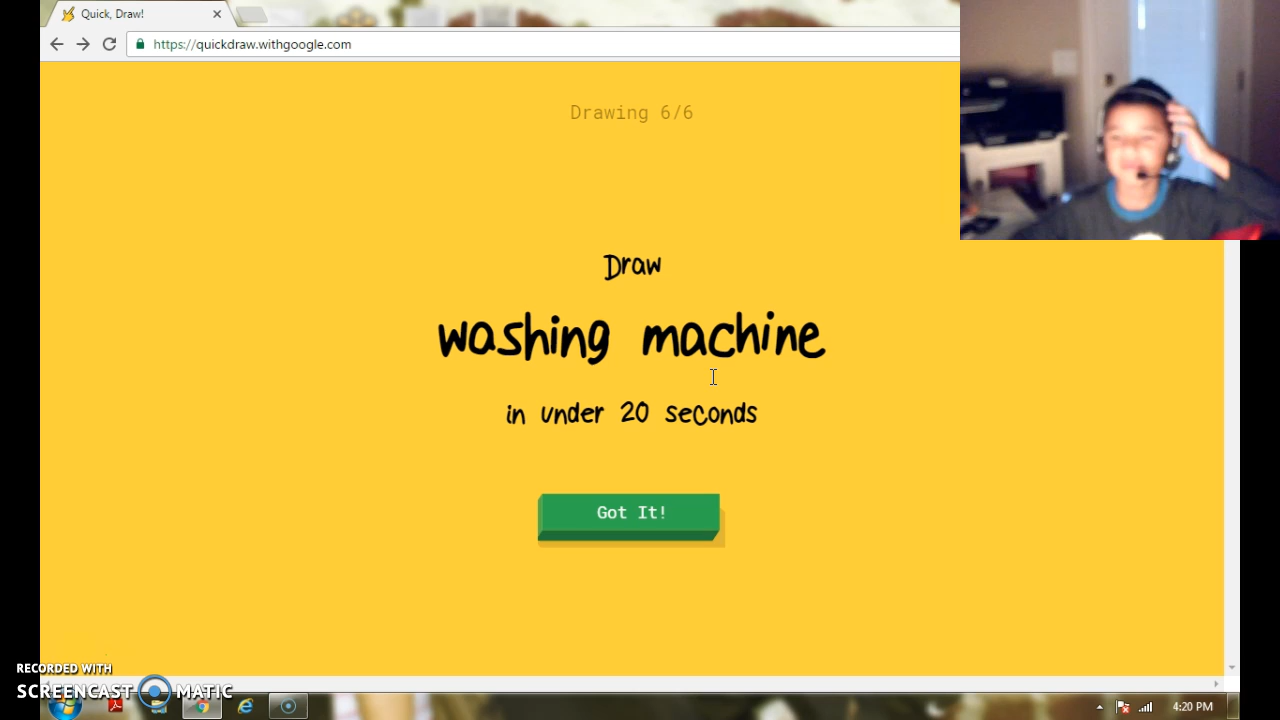 Quick, Draw!
https://quickdraw.withgoogle.com
Drawing 6/6
Draw
washing machine
in under 20 seconds
Got It!
RECORDED WITH
SCREENCAST MATIC
4:20 PM